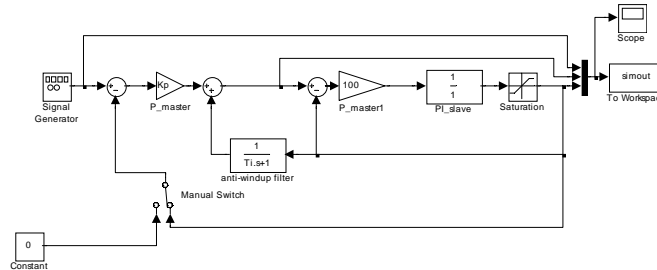 Scope
simout
To Workspac
Signal
Generator
Kp
P_master
100
P_master1
1
1
PI_slave
Saturation
1
Ti.s+1
anti-windup filter
Manual Switch
0
Constant